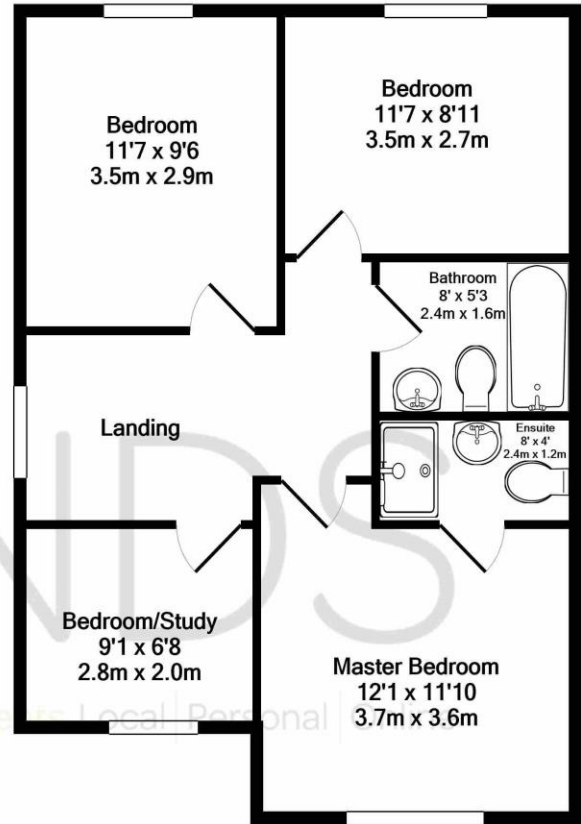 Bedroom
11'7 x 9'6
3.5m x 2.9m
Bedroom
11'7 x 8'11
3.5m x 2.7m
Bathroom
8' x 5'3
2.4m x 1.6m
Landing
Ensuite
8' x 4'
2.4m x 1.2m
NDS
Bedroom/Study
9'1 x 6'8
2.8m x 2.0m
Master Bedroom
12'1 x 11'10
3.7m x 3.6m
Local | Personal | Online